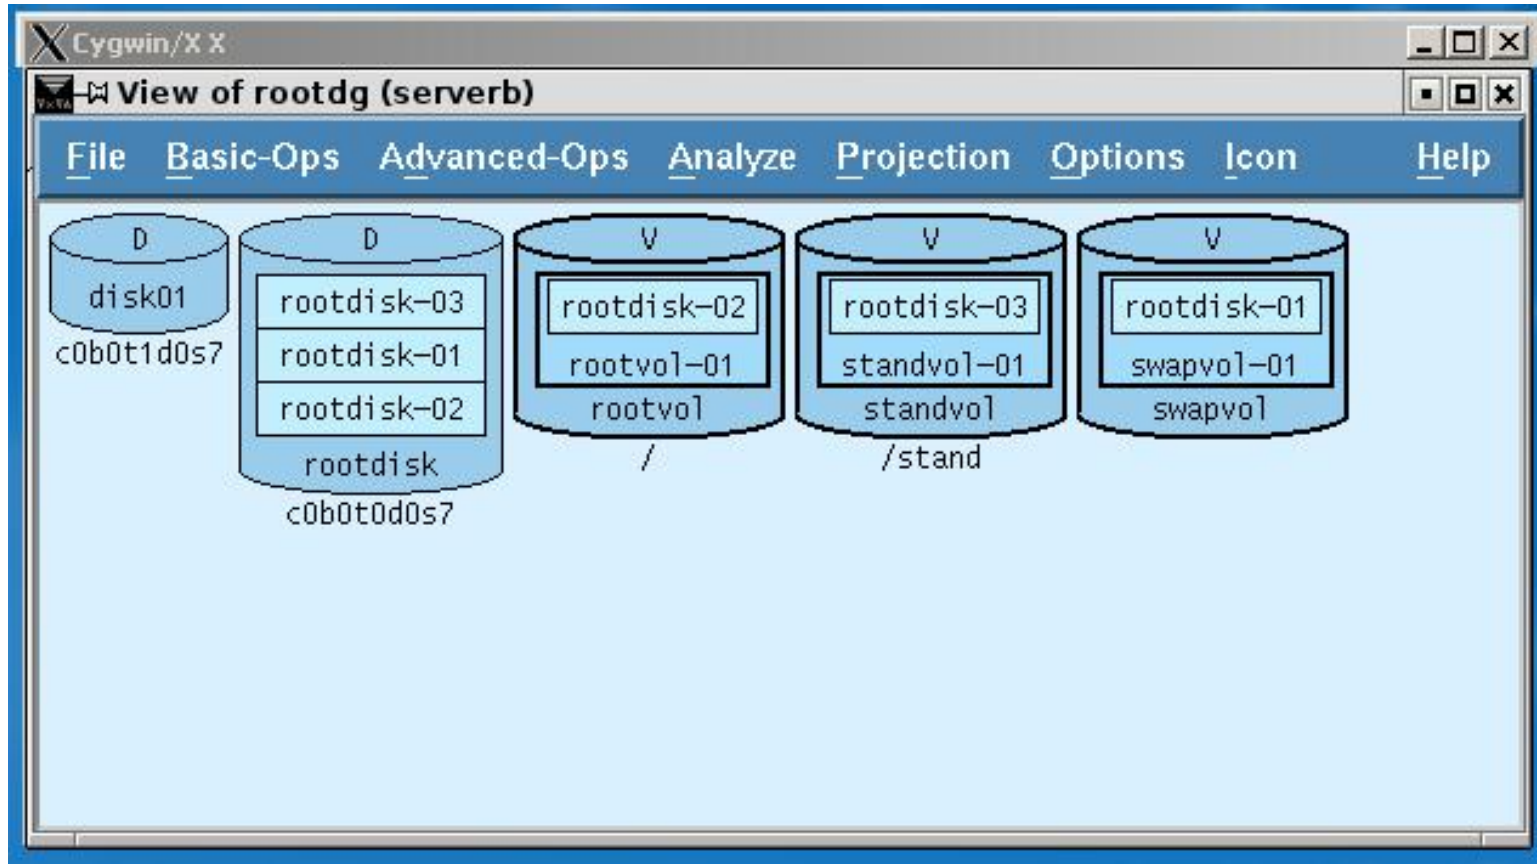 Cygwin/X X
VxVA
View of rootdg (serverb)
File Basic-Ops Advanced-Ops Analyze Projection Options Icon Help
D
disk01
c0b0t1d0s7
D
rootdisk-03
rootdisk-01
rootdisk-02
rootdisk
c0b0t0d0s7
V
rootdisk-02
rootvol-01
rootvol
/
V
rootdisk-03
standvol-01
standvol
/stand
V
rootdisk-01
swapvol-01
swapvol